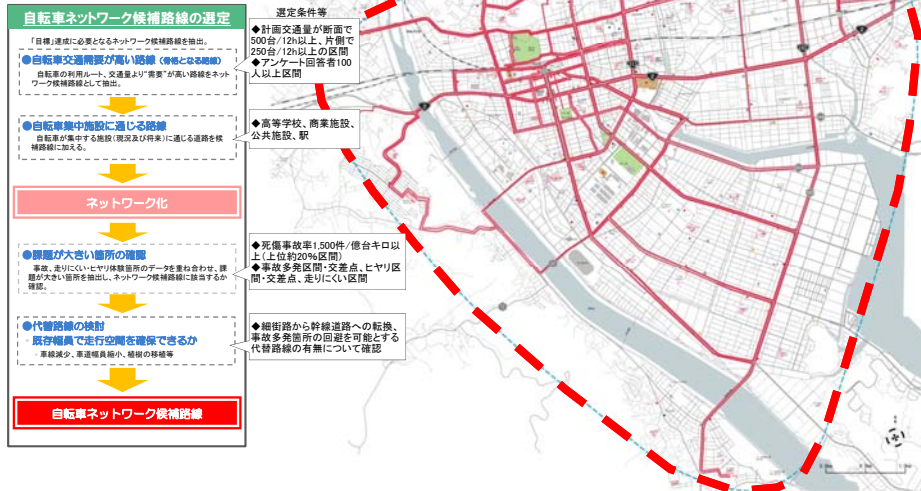 自転車ネットワーク候補路線の選定
「目標」達成に必要となるネットワーク候補路線を抽出。
●自転車交通需要が高い路線（骨格となる路線）
自転車の利用ルート、交通量より"需要"が高い路線をネット
ワーク候補路線として抽出。
●自転車集中施設に通じる路線
自転車が集中する施設（現況及び将来）に通じる道路を候
補路線に加える。
ネットワーク化
●課題が大きい箇所の確認
事故、走りにくい・ヒヤリ体験箇所のデータを重ね合わせ、課
題が大きい箇所を抽出し、ネットワーク候補路線に該当するか
確認。
●代替路線の検討
・既存幅員で走行空間を確保できるか
・車線減少、車道幅員縮小、植樹の移植等
自転車ネットワーク候補路線
選定条件等
◆計画交通量が断面で
500台/12h以上、片側で
250台/12h以上の区間
◆アンケート回答者100
人以上区間
◆高等学校、商業施設、
公共施設、駅
◆死傷事故率1,500件/億台キロ以
上（上位約20%区間）
◆事故多発区間・交差点、ヒヤリ区
間・交差点、走りにくい区間
◆細街路から幹線道路への転換、
事故多発箇所の回避を可能とする
代替路線の有無について確認